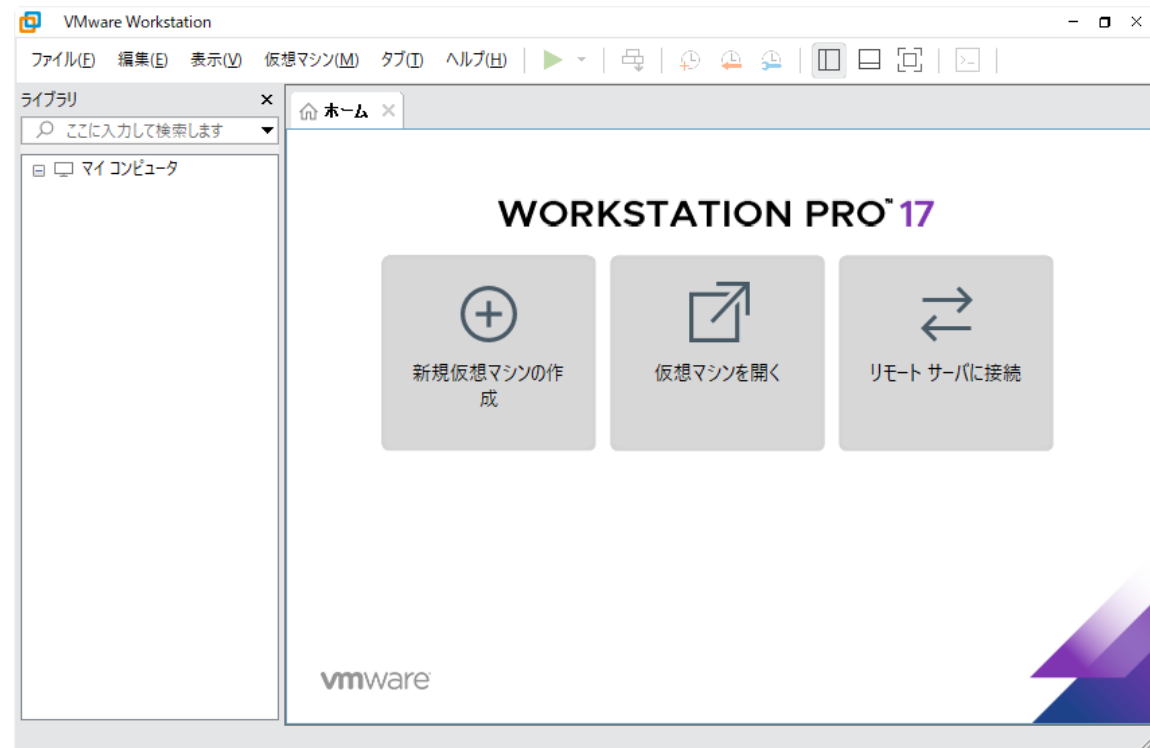 VMware Workstation
ファイル(F) 編集(E) 表示(V) 仮想マシン(M) タブ(T) ヘルプ(H)
ライブラリ
ここに入力して検索します
マイ コンピュータ
ホーム
WORKSTATION PRO™ 17
新規仮想マシンの作
成
仮想マシンを開く
リモート サーバに接続
vmware